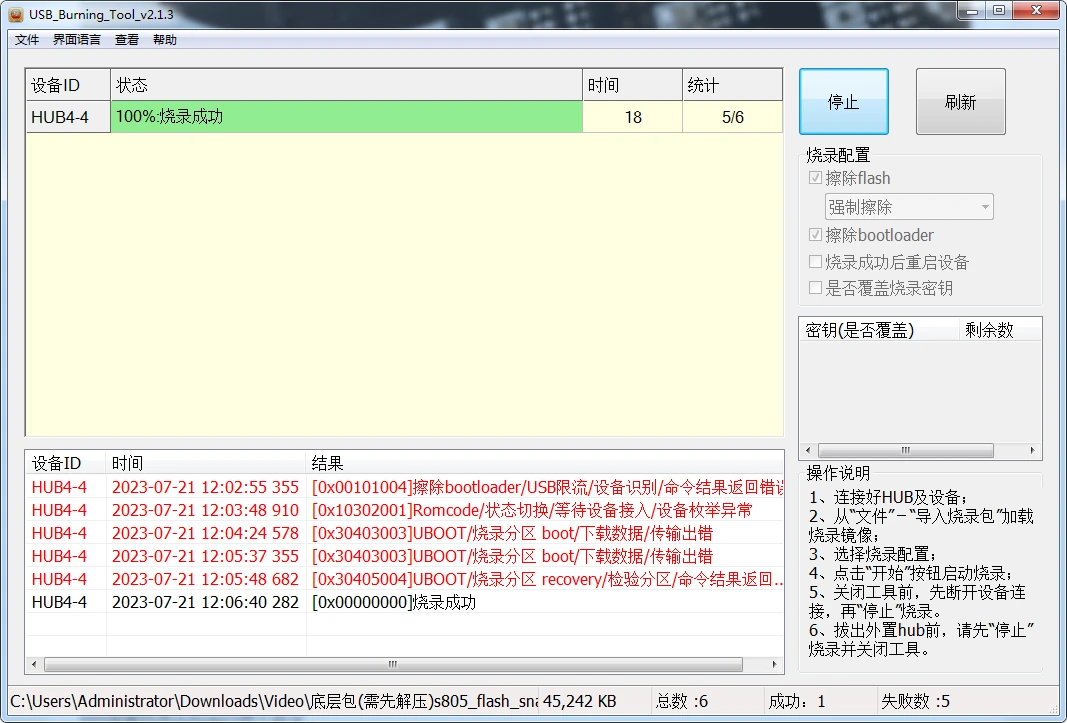 USB_Burning_Tool_v2.1.3
文件 界面语言 查看 帮助
设备ID 状态 时间 统计
HUB4-4 100%:烧录成功 18 5/6
停止 刷新
烧录配置
擦除flash
强制擦除
擦除bootloader
烧录成功后重启设备
是否覆盖烧录密钥
密钥(是否覆盖) 剩余数
设备ID 时间 结果
HUB4-4 2023-07-21 12:02:55 355 [0x00101004]擦除bootloader/USB限流/设备识别/命令结果返回错误
HUB4-4 2023-07-21 12:03:48 910 [0x10302001]Romcode/状态切换/等待设备接入/设备枚举异常
HUB4-4 2023-07-21 12:04:24 578 [0x30403003]UBOOT/烧录分区 boot/下载数据/传输出错
HUB4-4 2023-07-21 12:05:37 355 [0x30403003]UBOOT/烧录分区 boot/下载数据/传输出错
HUB4-4 2023-07-21 12:05:48 682 [0x30405004]UBOOT/烧录分区 recovery/检验分区/命令结果返回...
HUB4-4 2023-07-21 12:06:40 282 [0x00000000]烧录成功
操作说明
1、连接好HUB及设备;
2、从“文件”-“导入烧录包”加载
烧录镜像;
3、选择烧录配置;
4、点击“开始”按钮启动烧录;
5、关闭工具前，先断开设备连
接，再“停止”烧录。
6、拔出外置hub前，请先“停止”
烧录并关闭工具。
C:\Users\Administrator\Downloads\Video\底层包(需先解压)s805_flash_sna 45,242 KB 总数 :6 成功：1 失败数 :5